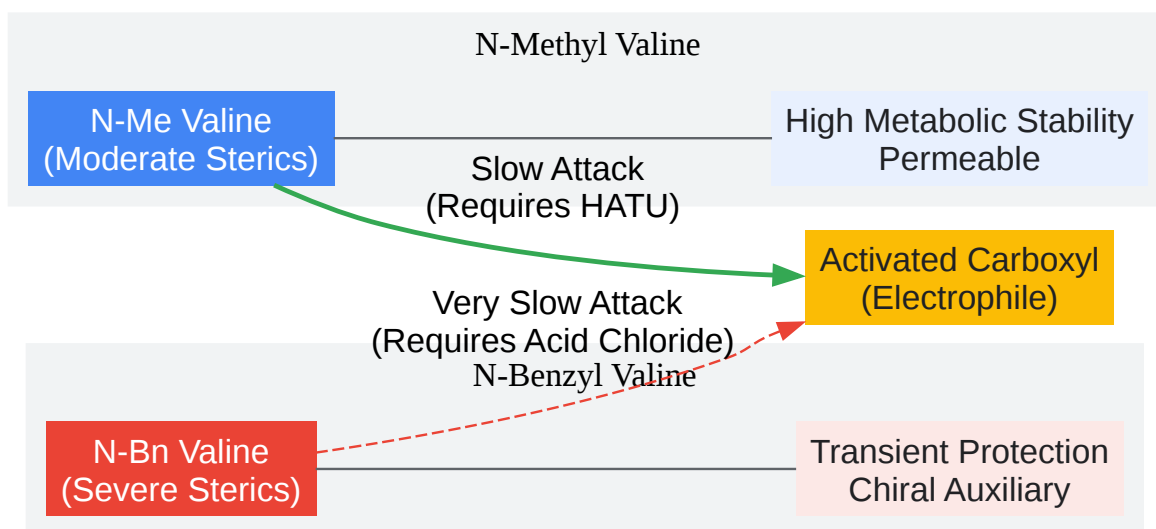 N-Methyl Valine
N-Me Valine
(Moderate Sterics)
High Metabolic Stability
Permeable
Slow Attack
(Requires HATU)
Activated Carboxyl
(Electrophile)
Very Slow Attack
(Requires Acid Chloride)
N-Benzyl Valine
N-Bn Valine
(Severe Sterics)
Transient Protection
Chiral Auxiliary